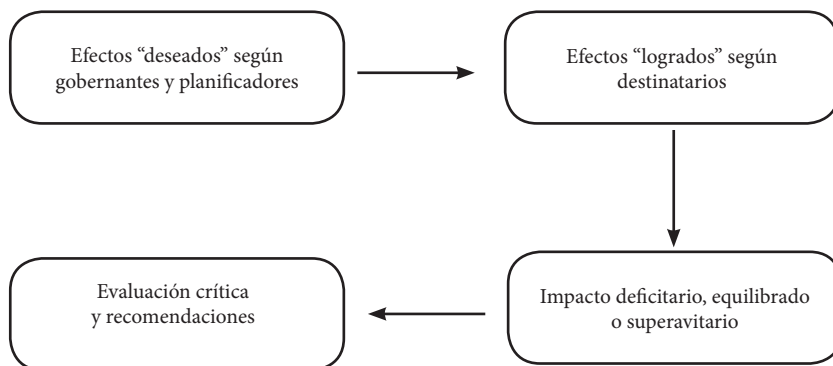 Efectos “deseados” según
gobernantes y planificadores
Efectos “logrados” según
destinatarios
Impacto deficitario, equilibrado
o superavitario
Evaluación crítica
y recomendaciones